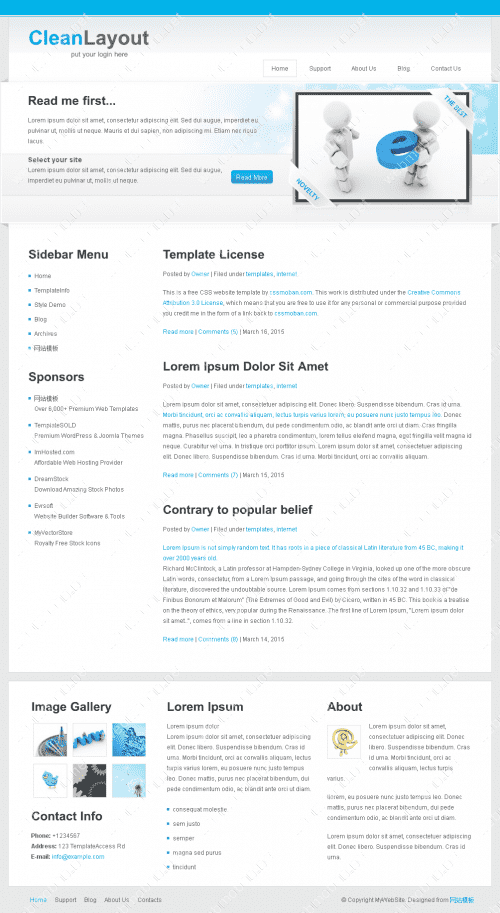 CleanLayout
put your login here
Home Support About Us Blog Contact Us
Read me first...
Lorem ipsum dolor sit amet, consectetuer adipiscing elit. Sed dui augue,
pulvinar ut, mollis ut neque. Mauris at dui sapien, non adipiscing mi. Etiam nec risus
lacus.
Select your site
Lorem ipsum dolor sit amet, consectetuer adipiscing elit. Sed dui augue,
imperdiet eu pulvinar ut, mollis ut neque.
Read More
THE BEST
NOVELTY
Sidebar Menu
Home
TemplateInfo
Style Demo
Blog
Archives
网站模板
Sponsors
网站模板
Over 6,000+ Premium Web Templates
TemplateSOLD
Premium WordPress & Joomla Themes
ImHosted.com
Affordable Web Hosting Provider
DreamStock
Download Amazing Stock Photos
Evrsoft
Website Builder Software & Tools
MyVectorStore
Royalty Free Stock Icons
Template License
Posted by Owner | Filed under templates, internet
This is a free CSS website template by cssmoban.com. This work is distributed under the Creative Commons
Attribution 3.0 License, which means that you are free to use it for any personal or commercial purpose provided
you credit me in the form of a link back to cssmoban.com.
Read more | Comments (5) | March 16, 2015
Lorem Ipsum Dolor Sit Amet
Posted by Owner | Filed under templates, internet
Lorem ipsum dolor sit amet, consectetuer adipiscing elit. Donec libero. Suspendisse bibendum. Cras id urna.
Morbi tincidunt, orci ac convallis aliquam, lectus turpis varius lorem, eu posuere nunc justo tempus leo. Donec
mattis, purus nec placerat bibendum, dui pede condimentum odio, ac blandit ante orci ut diam. Cras fringilla
magna. Phasellus suscipit, leo a pharetra condimentum, lorem tellus eleifend magna, eget fringilla velit magna id
neque. Curabitur vel urna. In tristique orci porttitor ipsum. Lorem ipsum dolor sit amet, consectetuer adipiscing
elit. Donec libero. Suspendisse bibendum. Cras id urna. Morbi tincidunt, orci ac convallis aliquam.
Read more | Comments (7) | March 15, 2015
Contrary to popular belief
Posted by Owner | Filed under templates, internet
Lorem Ipsum is not simply random text. It has roots in a piece of classical Latin literature from 45 BC, making it
over 2000 years old.
Richard McClintock, a Latin professor at Hampden-Sydney College in Virginia, looked up one of the more obscure
Latin words, consectetur, from a Lorem Ipsum passage, and going through the cites of the word in classical
literature, discovered the undoubtable source. Lorem Ipsum comes from sections 1.10.32 and 1.10.33 of "de
Finibus Bonorum et Malorum" (The Extremes of Good and Evil) by Cicero, written in 45 BC. This book is a treatise
on the theory of ethics, very popular during the Renaissance. The first line of Lorem Ipsum, "Lorem ipsum dolor
sit amet..", comes from a line in section 1.10.32.
Read more | Comments (8) | March 14, 2015
Image Gallery
Contact Info
Phone: +1234567
Address: 123 TemplateAccess Rd
E-mail: info@example.com
Lorem Ipsum
Lorem ipsum dolor
Lorem ipsum dolor sit amet, consectetuer adipiscing
elit. Donec libero. Suspendisse bibendum. Cras id
urna. Morbi tincidunt, orci ac convallis aliquam, lectus
turpis varius lorem, eu posuere nunc justo tempus
leo. Donec mattis, purus nec placerat bibendum, dui
pede condimentum odio, ac blandit ante orci ut diam.
consequat molestie
sem justo
semper
magna sed purus
tincidunt
About
Lorem ipsum dolor sit amet,
consectetuer adipiscing elit. Donec
libero. Suspendisse bibendum. Cras id
urna. Morbi tincidunt, orci ac
convallis aliquam, lectus turpis
varius.
lorem, eu posuere nunc justo tempus leo. Donec
mattis, purus nec placerat bibendum, dui pede
condimentum odio, ac blandit ante orci ut diam.
Lorem ipsum dolor sit amet, consectetuer adipiscing
elit. Donec libero. Suspendisse bibendum. Cras id
urna.
Home Support Blog About Us Contacts
© Copyright MyWebSite. Designed from 网站模板